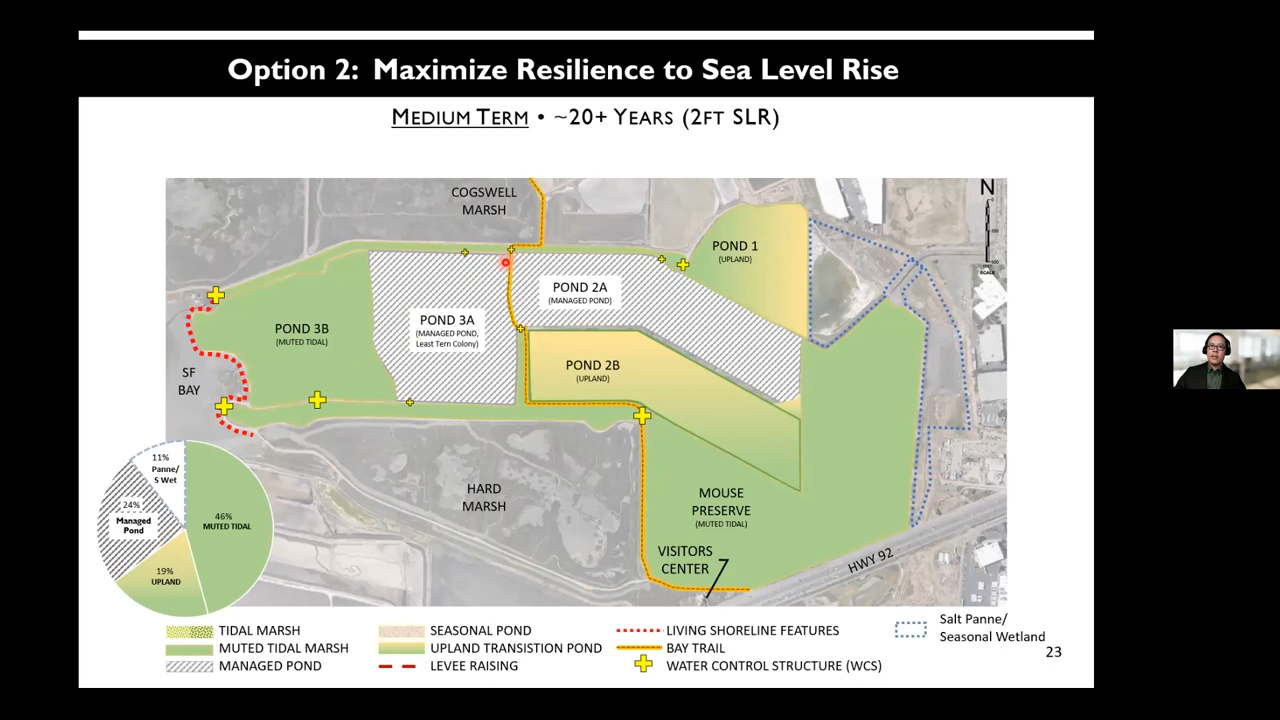 Option 2: Maximize Resilience to Sea Level Rise
MEDIUM TERM • ~20+ YEARS (2FT SLR)
COGSWELL
MARSH
N
POND 1
(UPLAND)
POND 2A
(MANAGED POND)
POND 3A
(MANAGED POND,
Least Tern Colony)
POND 3B
(MUTED TIDAL)
POND 2B
(UPLAND)
SF
BAY
HARD
MARSH
MOUSE
PRESERVE
(MUTED TIDAL)
VISITORS
CENTER
HWY 92
11%
Panne/
S Wet
24%
Managed
Pond
46%
MUTED TIDAL
19%
UPLAND
TIDAL MARSH
MUTED TIDAL MARSH
MANAGED POND
SEASONAL POND
UPLAND TRANSISTION POND
LEVEE RAISING
LIVING SHORELINE FEATURES
BAY TRAIL
WATER CONTROL STRUCTURE (WCS)
Salt Panne/
Seasonal Wetland
23